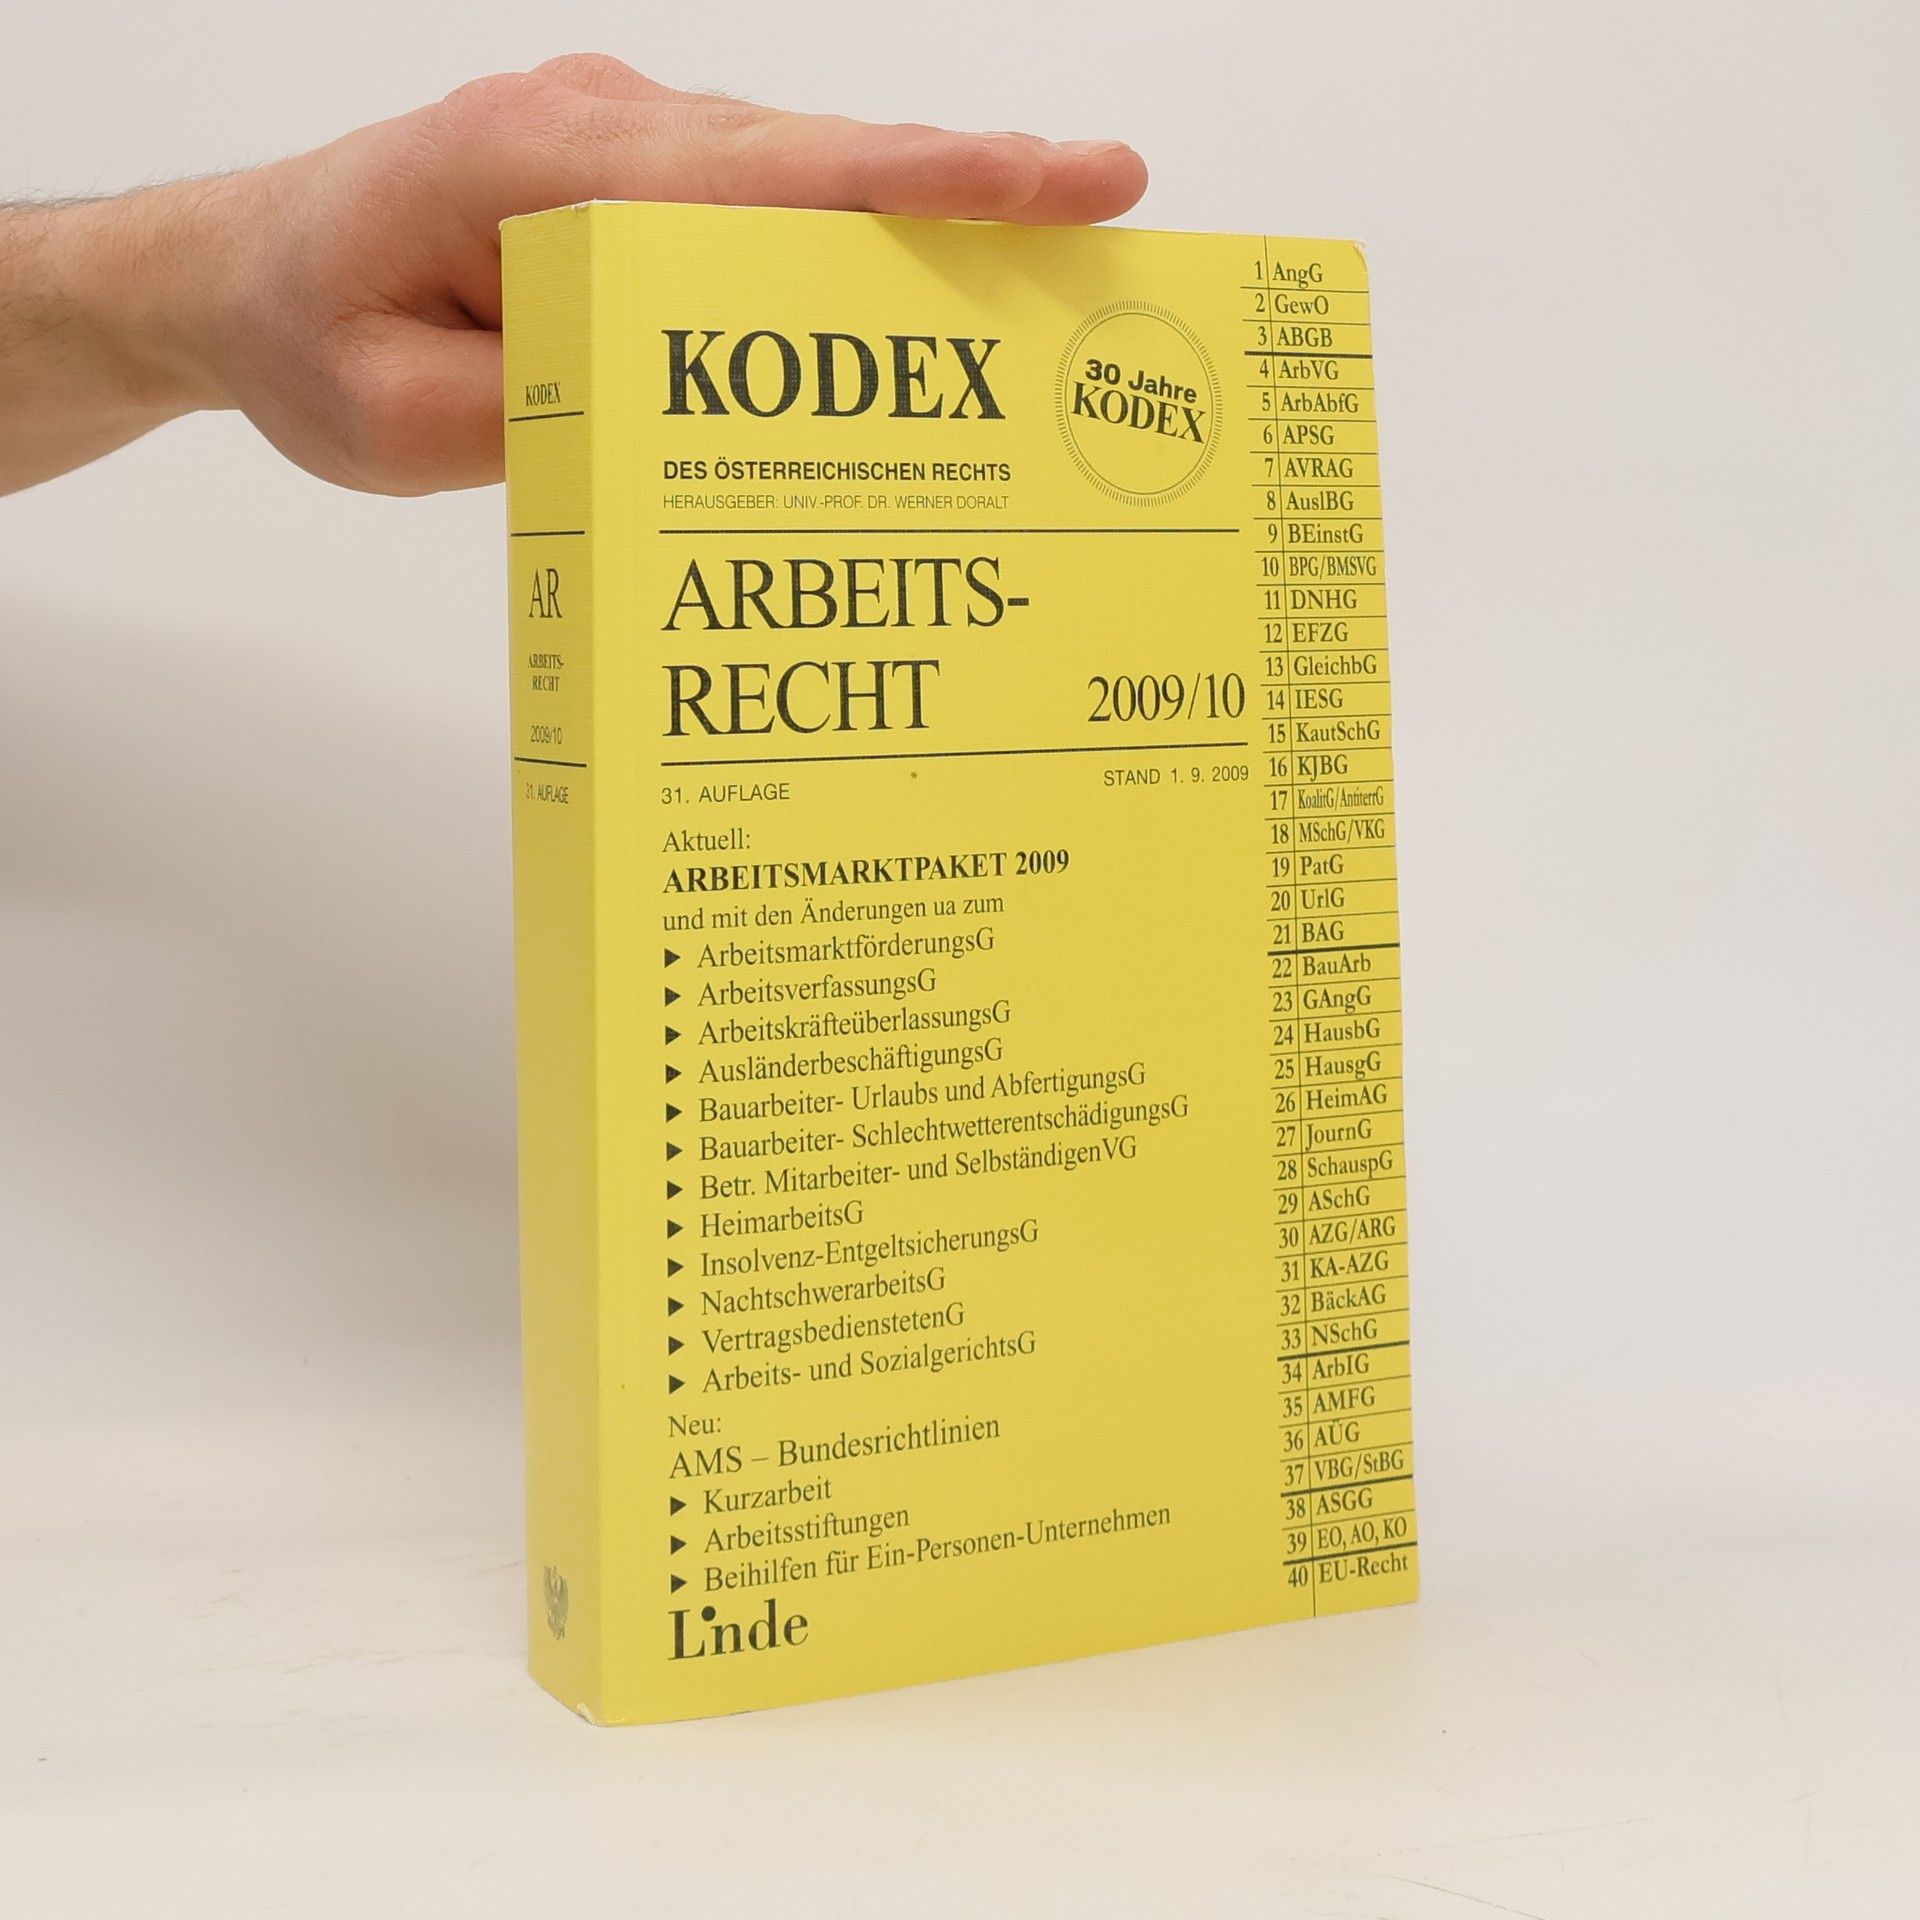 KODEX
AR
ARBEITS-
RECHT
2009/10
31. AUFLAGE
KODEX
30 Jahre
KODEX
DES ÖSTERREICHISCHEN RECHTS
HERAUSGEBER: UNIV.-PROF. DR. WERNER DORALT
ARBEITS-
RECHT 2009/10
31. AUFLAGE STAND 1. 9. 2009
Aktuell:
ARBEITSMARKTPAKET 2009
und mit den Änderungen ua zum
▶ ArbeitsmarktförderungsG
▶ ArbeitsverfassungsG
▶ ArbeitskräfteüberlassungsG
▶ AusländerbeschäftigungsG
▶ Bauarbeiter- Urlaubs und AbfertigungsG
▶ Bauarbeiter- SchlechtwetterentschädigungsG
▶ Betr. Mitarbeiter- und SelbständigenVG
▶ HeimarbeitsG
▶ Insolvenz-EntgeltsicherungsG
▶ NachtschwerarbeitsG
▶ VertragsbedienstetenG
▶ Arbeits- und SozialgerichtsG
Neu:
AMS – Bundesrichtlinien
▶ Kurzarbeit
▶ Arbeitsstiftungen
▶ Beihilfen für Ein-Personen-Unternehmen
Linde
1 AngG
2 GewO
3 ABGB
4 ArbVG
5 ArbAbfG
6 APSG
7 AVRAG
8 AuslBG
9 BEinstG
10 BPG/BMSVG
11 DNHG
12 EFZG
13 GleichbG
14 IESG
15 KautSchG
16 KJBG
17 KoalitG/AntiterrG
18 MSchG/VKG
19 PatG
20 UrlG
21 BAG
22 BauArb
23 GAngG
24 HausbG
25 HausgG
26 HeimAG
27 JournG
28 SchauspG
29 ASchG
30 AZG/ARG
31 KA-AZG
32 BäckAG
33 NSchG
34 ArbIG
35 AMFG
36 AÜG
37 VBG/StBG
38 ASGG
39 EO, AO, KO
40 EU-Recht